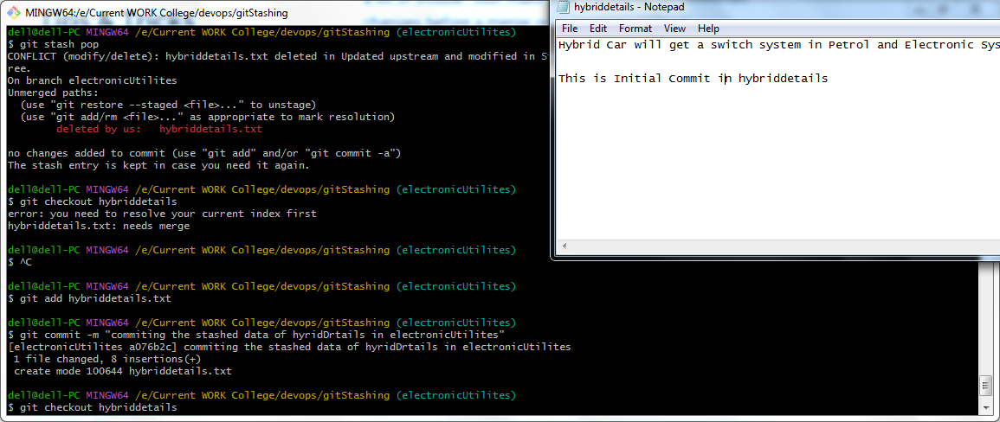 MINGW64:/e/Current WORK College/devops/gitStashing
dell@dell-PC MINGW64 /e/Current WORK College/devops/gitStashing (electronicUtilites)
$ git stash pop
CONFLICT (modify/delete): hybriddetails.txt deleted in Updated upstream and modified in
ree.
On branch electronicUtilites
Unmerged paths:
(use "git restore --staged <file>..." to unstage)
(use "git add/rm <file>..." as appropriate to mark resolution)
deleted by us: hybriddetails.txt
no changes added to commit (use "git add" and/or "git commit -a")
The stash entry is kept in case you need it again.
dell@dell-PC MINGW64 /e/Current WORK College/devops/gitStashing (electronicUtilites)
$ git checkout hybriddetails
error: you need to resolve your current index first
hybriddetails.txt: needs merge
dell@dell-PC MINGW64 /e/Current WORK College/devops/gitStashing (electronicUtilites)
$ ^C
dell@dell-PC MINGW64 /e/Current WORK College/devops/gitStashing (electronicUtilites)
$ git add hybriddetails.txt
dell@dell-PC MINGW64 /e/Current WORK College/devops/gitStashing (electronicUtilites)
$ git commit -m "commiting the stashed data of hyridDrtails in electronicUtilites"
[electronicUtilites a076b2c] commiting the stashed data of hyridDrtails in electronicUtilites
1 file changed, 8 insertions(+)
create mode 100644 hybriddetails.txt
dell@dell-PC MINGW64 /e/Current WORK College/devops/gitStashing (electronicUtilites)
$ git checkout hybriddetails
hybriddetails - Notepad
File Edit Format View Help
Hybrid Car will get a switch system in Petrol and Electronic Sys
This is Initial Commit in hybriddetails